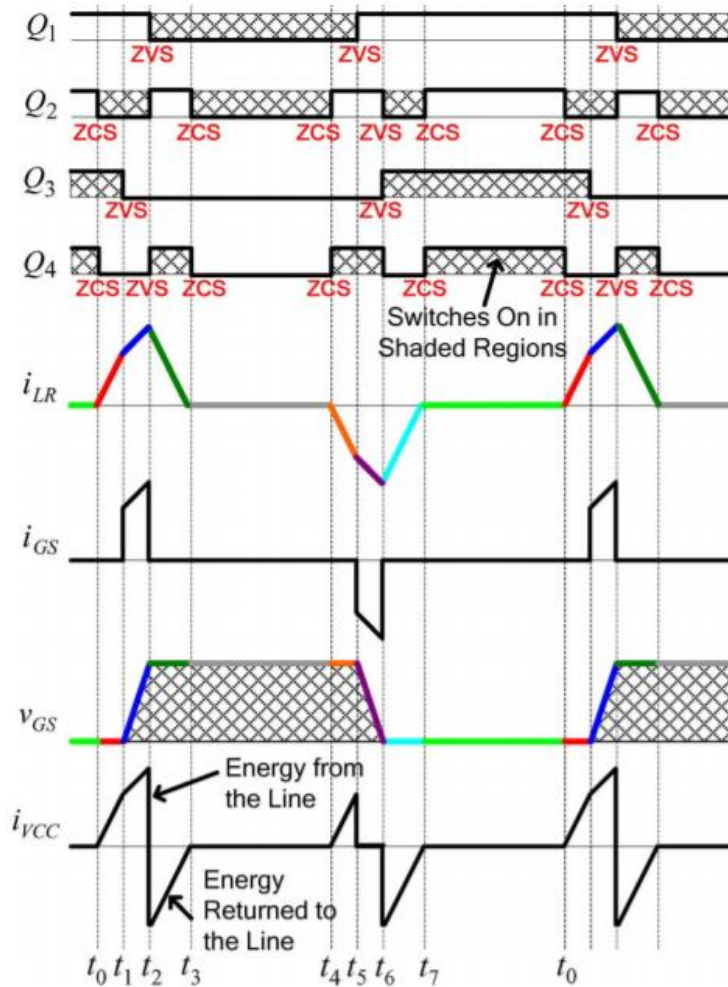 Q1
ZVS ZVS ZVS
Q2
ZCS ZCS ZCS ZVS ZCS ZCS ZCS
Q3
ZVS ZVS ZVS
Q4
ZCS ZVS ZCS ZCS ZCS ZCS ZVS ZCS
Switches On in
Shaded Regions
iLR
iGS
vGS
Energy from
the Line
iVCC
Energy
Returned to
the Line
t0 t1 t2 t3 t4 t5 t6 t7 t0